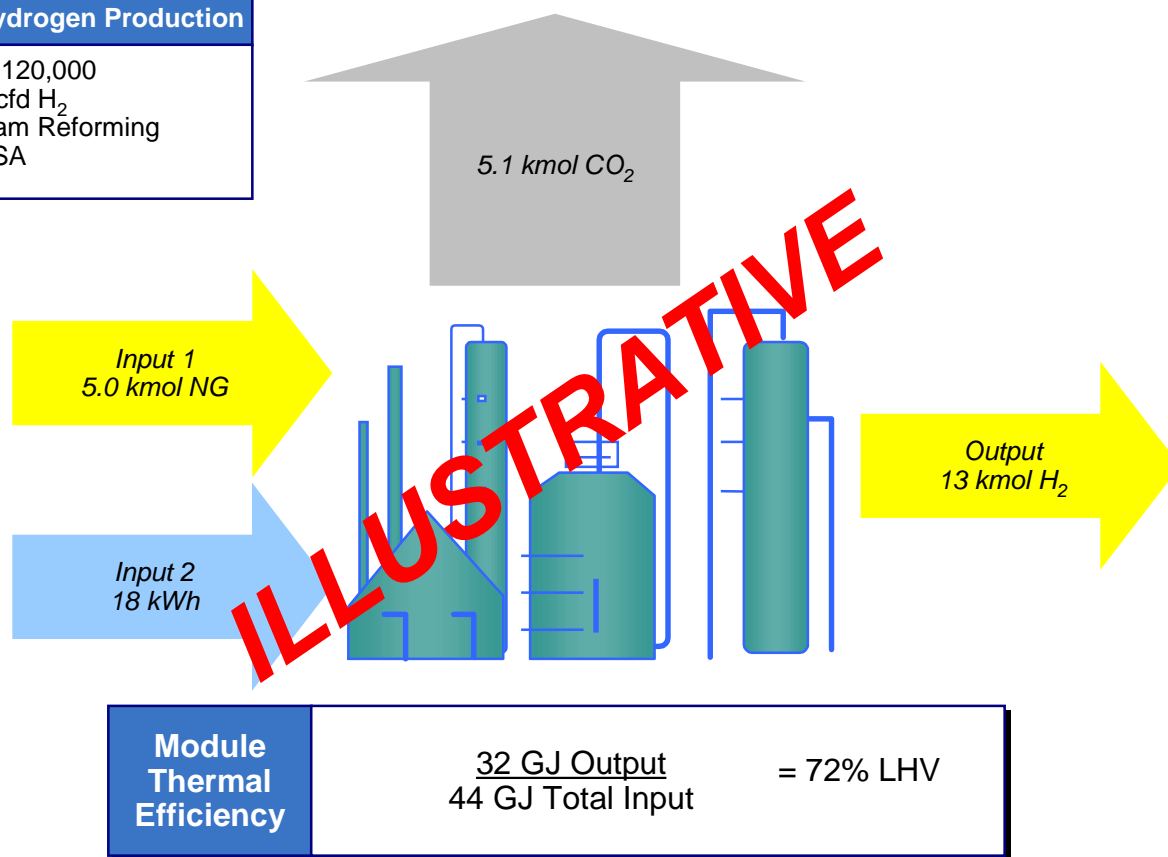 ydrogen Production
120,000
cfd H₂
am Reforming
SA
5.1 kmol CO₂
Input 1
5.0 kmol NG
Input 2
18 kWh
ILLUSTRATIVE
Output
13 kmol H₂
Module
Thermal
Efficiency
32 GJ Output
44 GJ Total Input
= 72% LHV